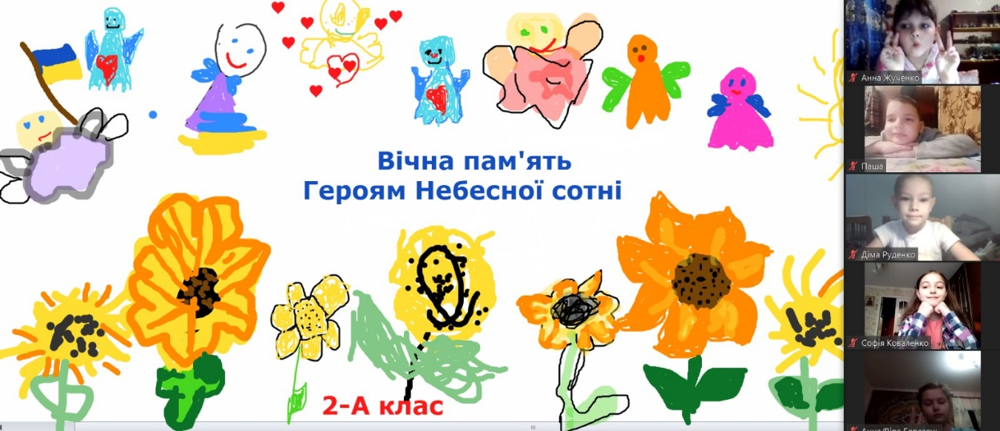 Вічна пам'ять
Героям Небесної сотні
2-А клас
Анна Жученко
Паша
Діма Руденко
Софія Коваленко